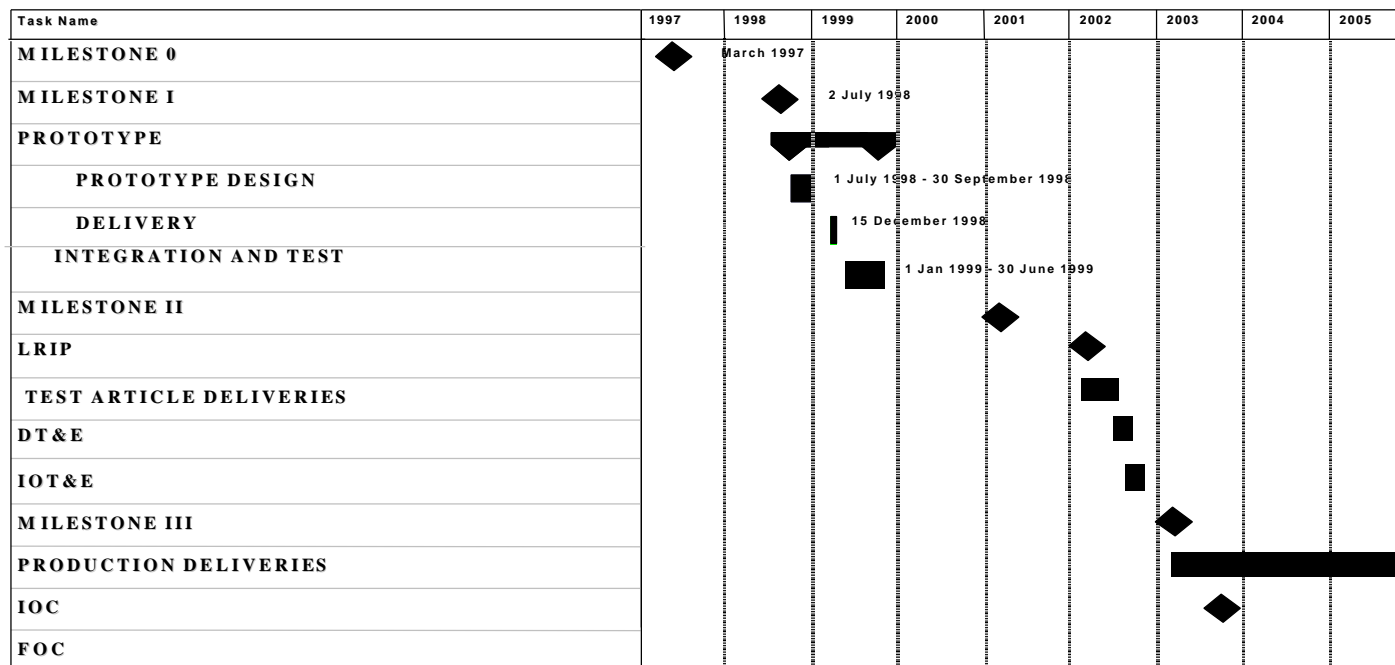 Task Name 1997 1998 1999 2000 2001 2002 2003 2004 2005
MILESTONE 0 March 1997
MILESTONE I 2 July 1998
PROTOTYPE
PROTOTYPE DESIGN 1 July 1998 - 30 September 1998
DELIVERY 15 December 1998
INTEGRATION AND TEST 1 Jan 1999 - 30 June 1999
MILESTONE II
LRIP
TEST ARTICLE DELIVERIES
DT&E
IOT&E
MILESTONE III
PRODUCTION DELIVERIES
IOC
FOC